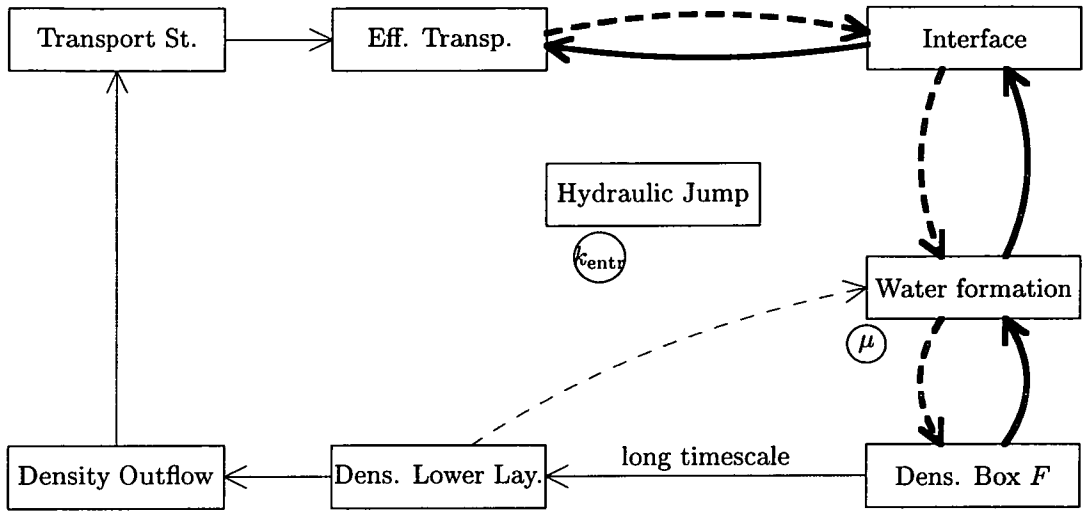 Transport St.
Eff. Transp.
Interface
Hydraulic Jump
k_entr
Water formation
μ
long timescale
Density Outflow
Dens. Lower Lay.
Dens. Box F